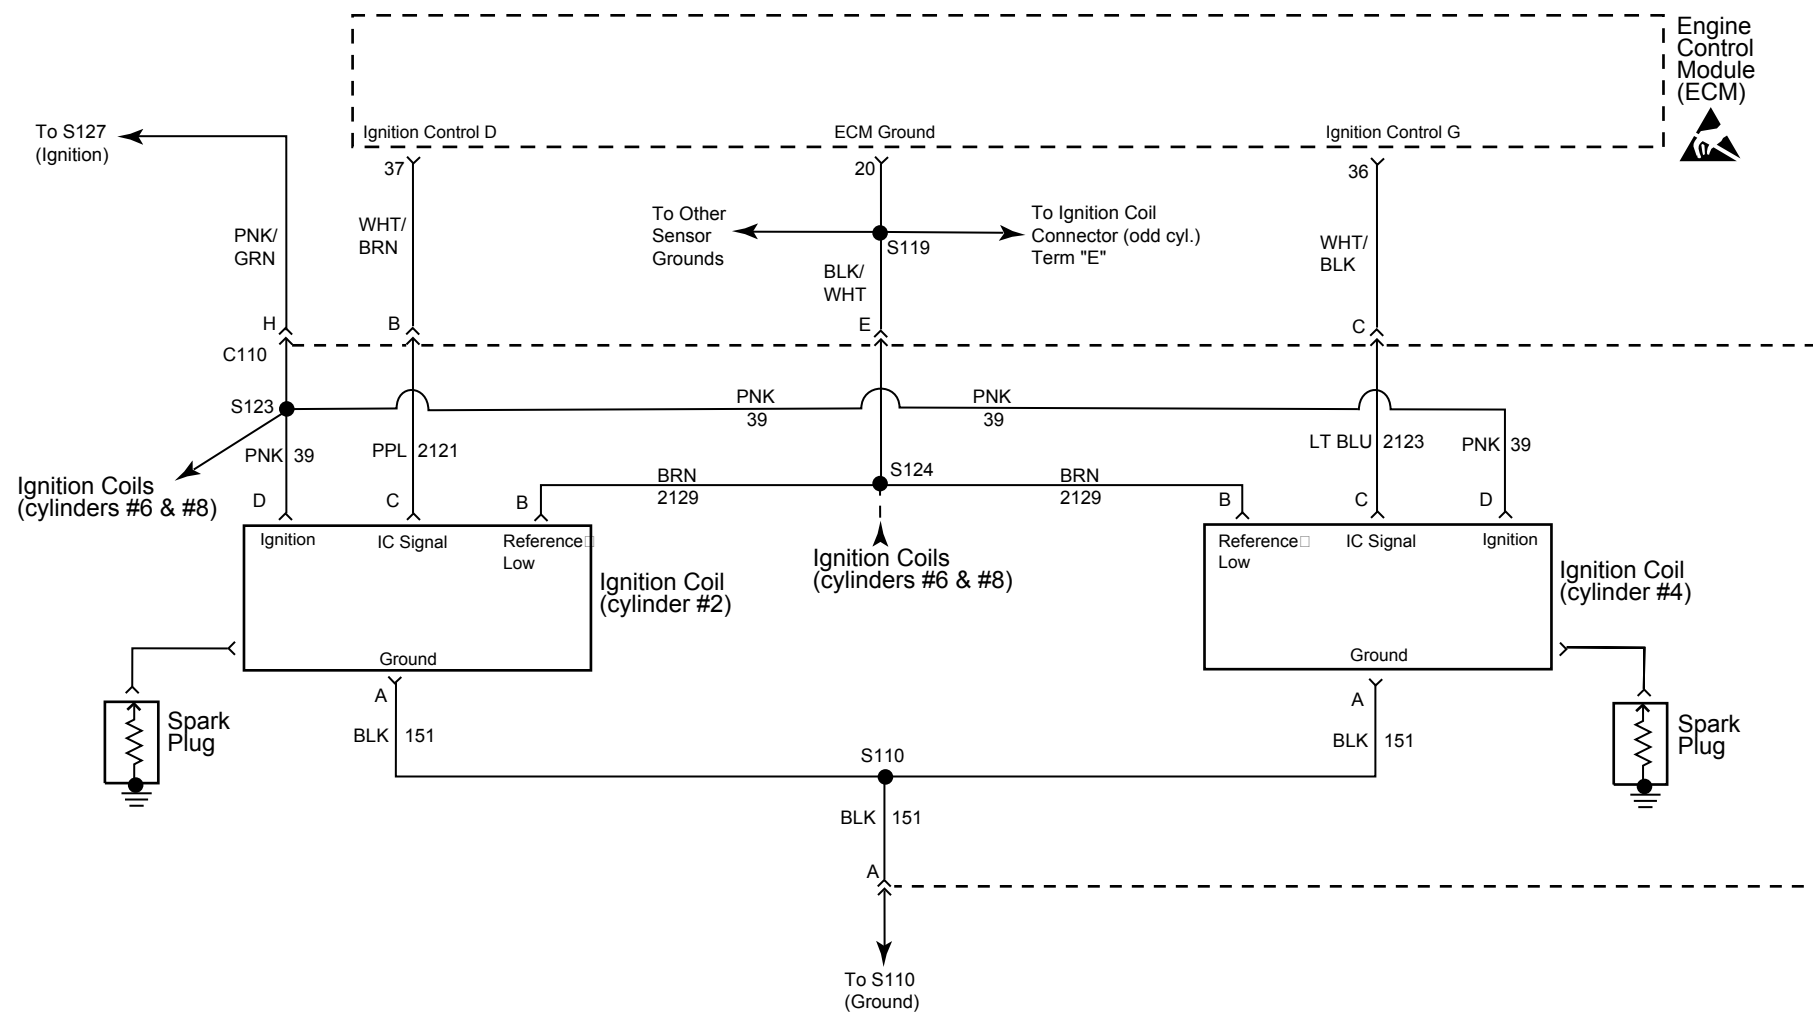 Engine
Control
Module
(ECM)
To S127
(Ignition)
Ignition Control D
ECM Ground
Ignition Control G
37
20
36
PNK/
GRN
WHT/
BRN
To Other
Sensor
Grounds
S119
To Ignition Coil
Connector (odd cyl.)
Term "E"
BLK/
WHT
WHT/
BLK
H
B
E
C
C110
S123
PNK
39
PNK
39
PNK 39
PPL 2121
LT BLU 2123
PNK 39
Ignition Coils
(cylinders #6 & #8)
BRN
2129
S124
BRN
2129
D
C
B
B
C
D
Ignition
IC Signal
Reference
Low
Ignition Coils
(cylinders #6 & #8)
Reference
Low
IC Signal
Ignition
Ignition Coil
(cylinder #2)
Ignition Coil
(cylinder #4)
Ground
Ground
A
A
Spark
Plug
BLK 151
BLK 151
Spark
Plug
S110
BLK 151
A
To S110
(Ground)